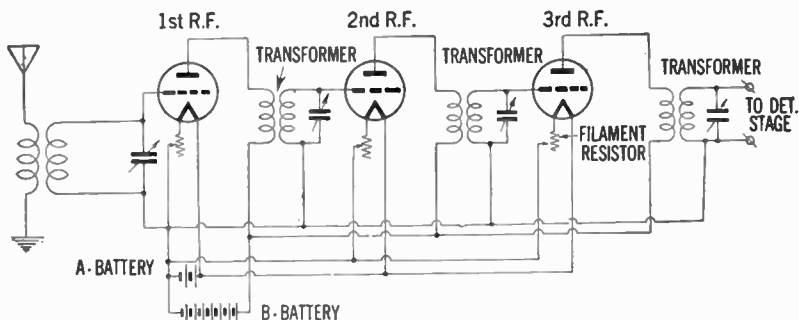 1st R.F.
2nd R.F.
3rd R.F.
TRANSFORMER
TRANSFORMER
TRANSFORMER
TO DET.
STAGE
FILAMENT
RESISTOR
A-BATTERY
B-BATTERY